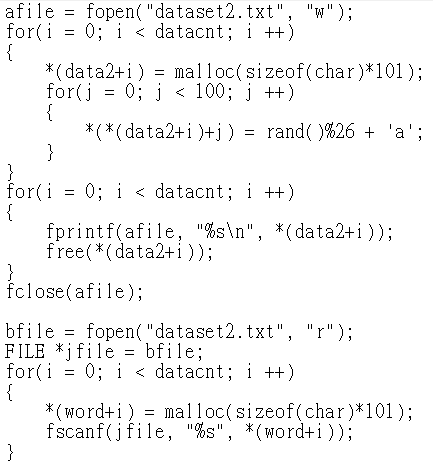 afile = fopen("dataset2.txt", "w");
for(i = 0; i < datacnt; i ++)
{
    *(data2+i) = malloc(sizeof(char)*101);
    for(j = 0; j < 100; j ++)
    {
        *(*(data2+i)+j) = rand()%26 + 'a';
    }
}
for(i = 0; i < datacnt; i ++)
{
    fprintf(afile, "%s\n", *(data2+i));
    free(*(data2+i));
}
fclose(afile);

bfile = fopen("dataset2.txt", "r");
FILE *jfile = bfile;
for(i = 0; i < datacnt; i ++)
{
    *(word+i) = malloc(sizeof(char)*101);
    fscanf(jfile, "%s", *(word+i));
}